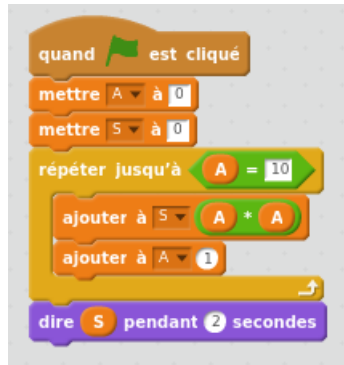 quand est cliqué
mettre A à 0
mettre S à 0
répéter jusqu'à A = 10
ajouter à S A * A
ajouter à A 1
dire S pendant 2 secondes